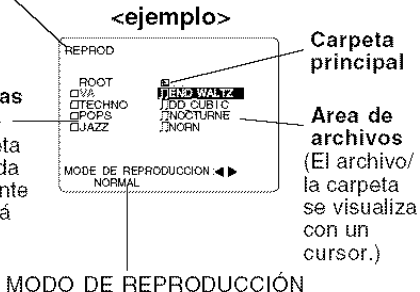 <ejemplo>
REPROD
ROOT
VA
TECHNO
POPS
JAZZ
END WALTZ
DD CUBIC
NOCTURNE
NORN
MODE DE REPRODUCCION:◀ ▶
NORMAL
Carpeta
principal
Area de
archivos
(El archivo/
la carpeta
se visualiza
con un
cursor.)
as
eta
da
nte
á
MODO DE REPRODUCCIÓN